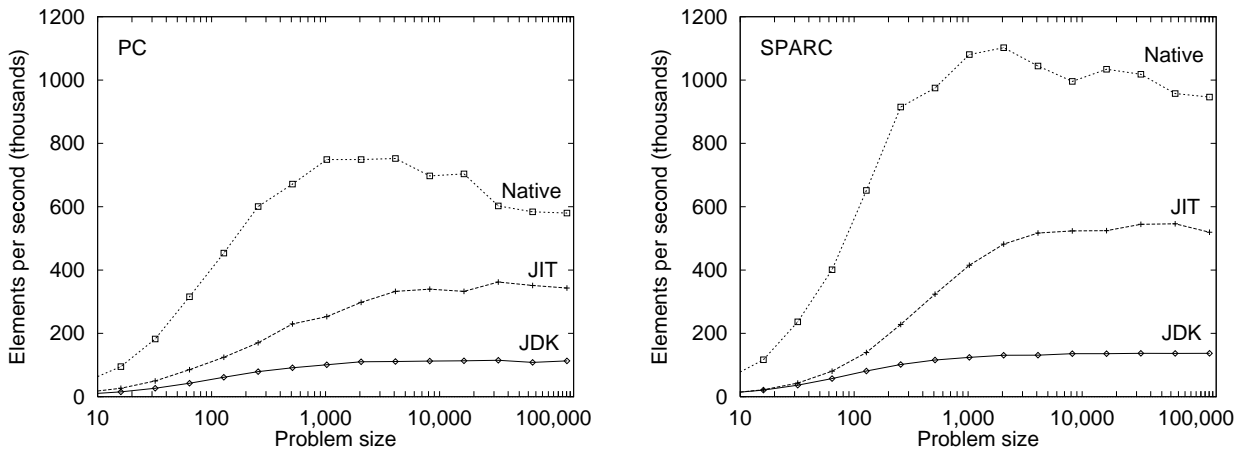 1200
PC
1000
800
Native
600
400
JIT
200
JDK
0
10
100
1,000
10,000
100,000
Problem size
Elements per second (thousands)
1200
SPARC
Native
1000
800
600
JIT
400
200
JDK
0
10
100
1,000
10,000
100,000
Problem size
Elements per second (thousands)